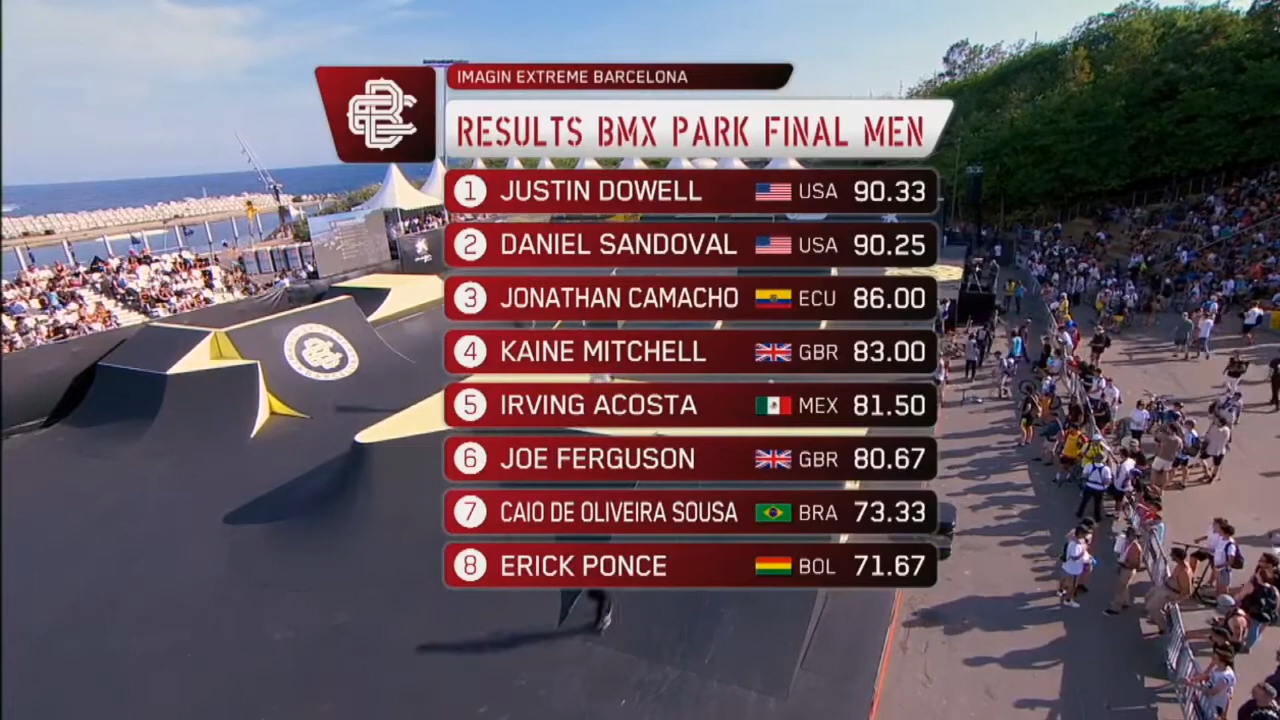 IMAGIN EXTREME BARCELONA
RESULTS BMX PARK FINAL MEN
1 JUSTIN DOWELL USA 90.33
2 DANIEL SANDOVAL USA 90.25
3 JONATHAN CAMACHO ECU 86.00
4 KAINE MITCHELL GBR 83.00
5 IRVING ACOSTA MEX 81.50
6 JOE FERGUSON GBR 80.67
7 CAIO DE OLIVEIRA SOUSA BRA 73.33
8 ERICK PONCE BOL 71.67